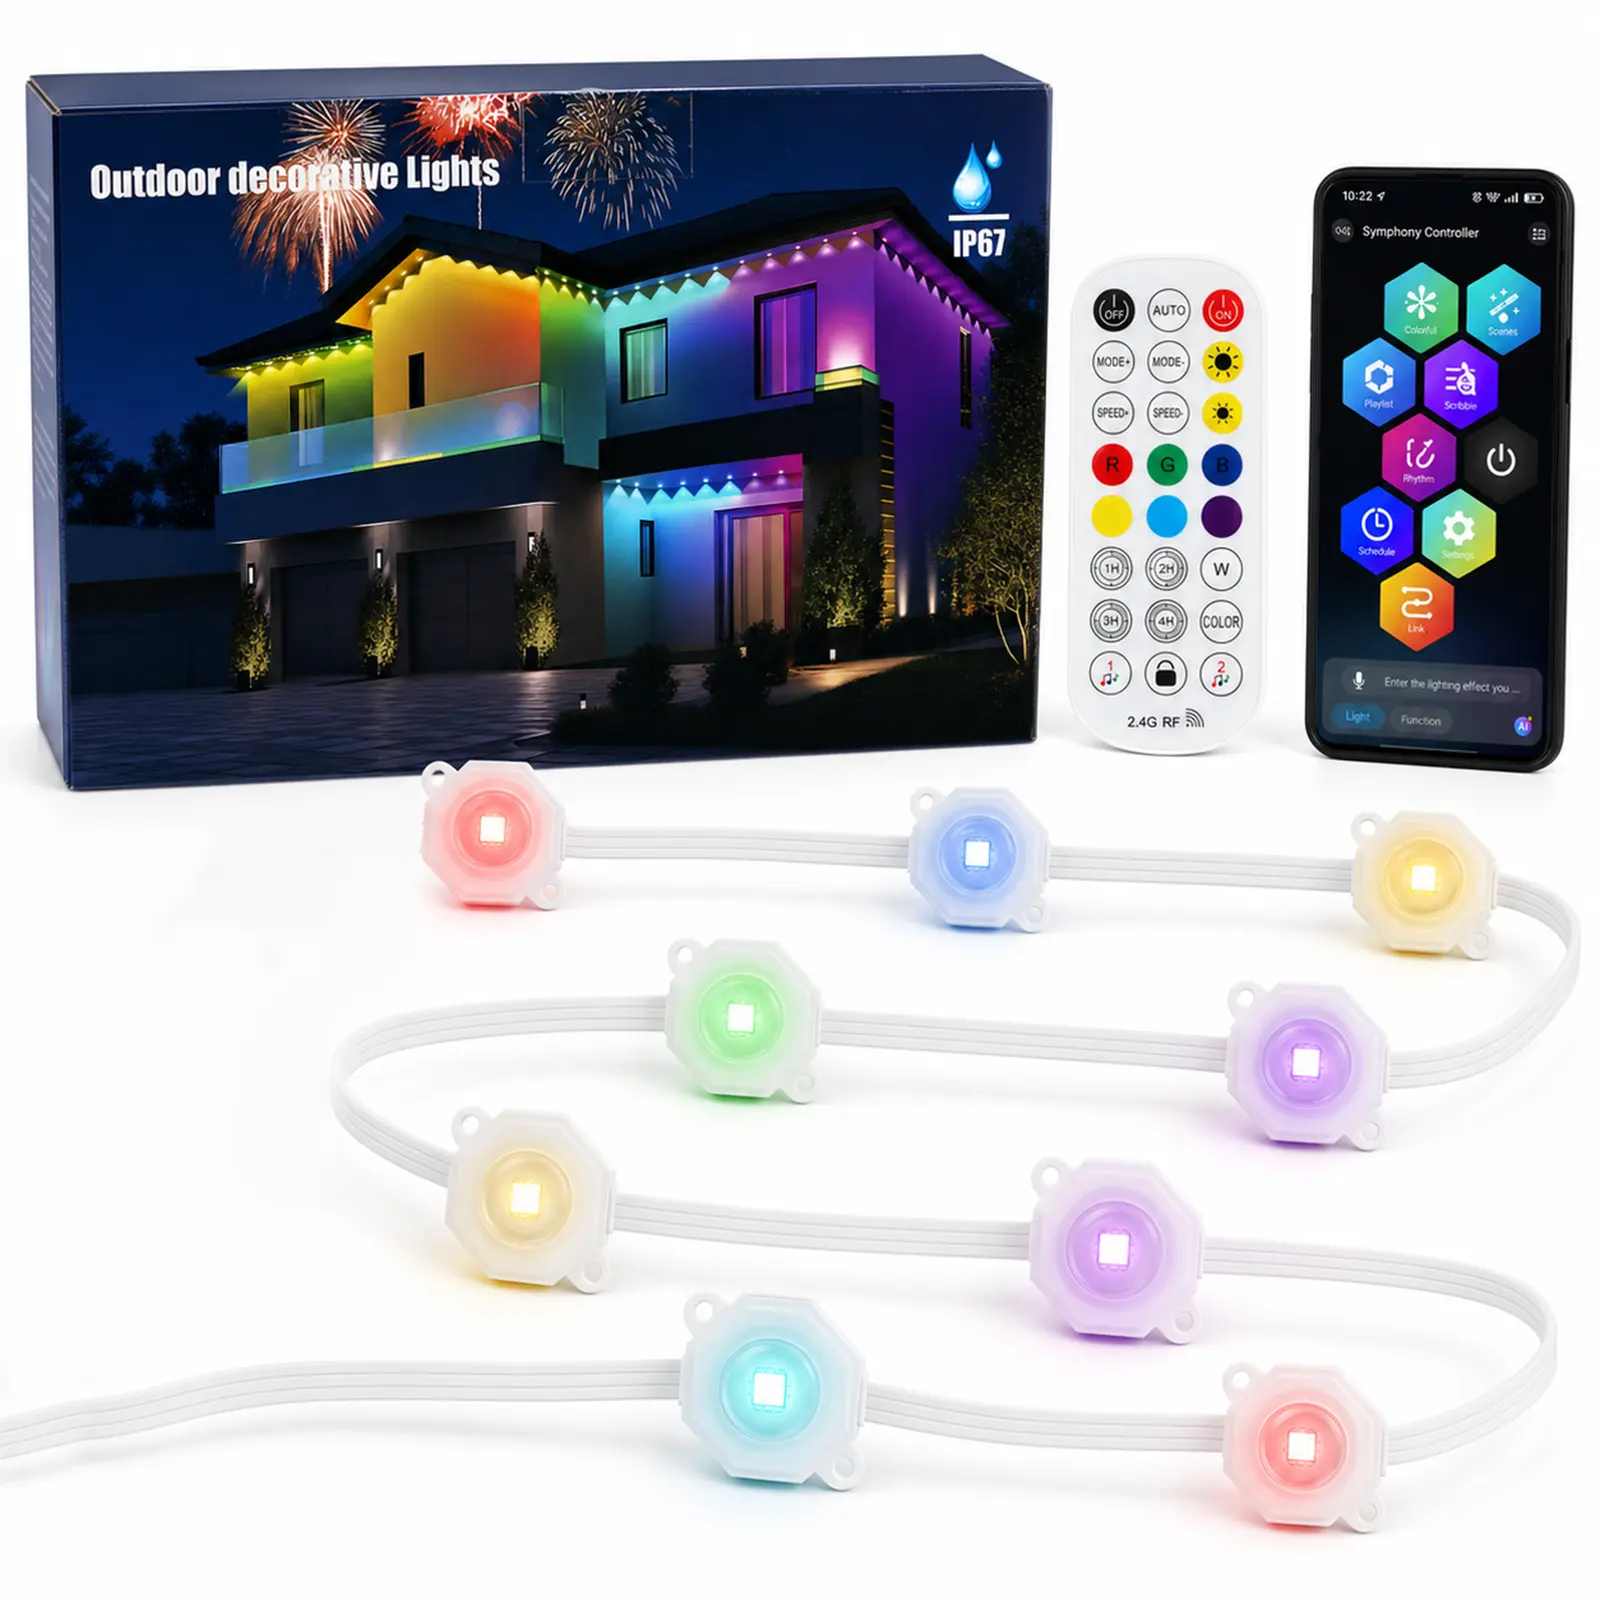 Outdoor decorative Lights
IP67
OFF
AUTO
ON
MODE+
MODE-
SPEED+
SPEED-
R
G
B
1H
2H
W
3H
4H
COLOR
1
2
2.4G RF
10:22
Symphony Controller
Colorful
Scenes
Playlist
Scribble
Rhythm
Schedule
Settings
Link
Enter the lighting effect you ...
Light
Function
AI